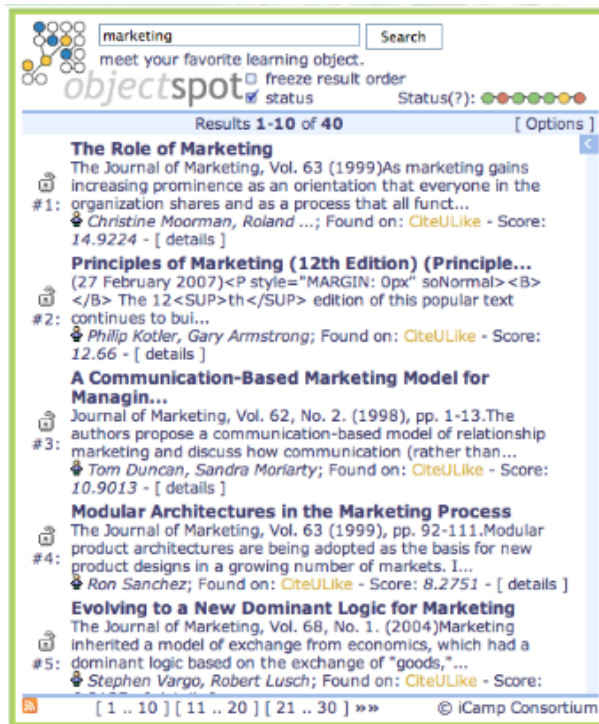 marketing
Search
meet your favorite learning object.
objectspot
freeze result order
status
Status(?):
Results 1-10 of 40
[ Options ]
<
The Role of Marketing
The Journal of Marketing, Vol. 63 (1999)As marketing gains
increasing prominence as an orientation that everyone in the
#1: organization shares and as a process that all funct...
Christine Moorman, Roland ...; Found on: CiteULike - Score:
14.9224 - [ details ]
Principles of Marketing (12th Edition) (Principle...
(27 February 2007)<P style="MARGIN: 0px" soNormal><B>
</B> The 12<SUP>th</SUP> edition of this popular text
#2: continues to bui...
Philip Kotler, Gary Armstrong; Found on: CiteULike - Score:
12.66 - [ details ]
A Communication-Based Marketing Model for
Managin...
Journal of Marketing, Vol. 62, No. 2. (1998), pp. 1-13.The
authors propose a communication-based model of relationship
#3: marketing and discuss how communication (rather than...
Tom Duncan, Sandra Moriarty; Found on: CiteULike - Score:
10.9013 - [ details ]
Modular Architectures in the Marketing Process
The Journal of Marketing, Vol. 63 (1999), pp. 92-111.Modular
product architectures are being adopted as the basis for new
#4: product designs in a growing number of markets. I...
Ron Sanchez; Found on: CiteULike - Score: 8.2751 - [ details ]
Evolving to a New Dominant Logic for Marketing
The Journal of Marketing, Vol. 68, No. 1. (2004)Marketing
inherited a model of exchange from economics, which had a
#5: dominant logic based on the exchange of "goods,"...
Stephen Vargo, Robert Lusch; Found on: CiteULike - Score:
[ 1 .. 10 ] [ 11 .. 20 ] [ 21 .. 30 ] »»
© iCamp Consortium